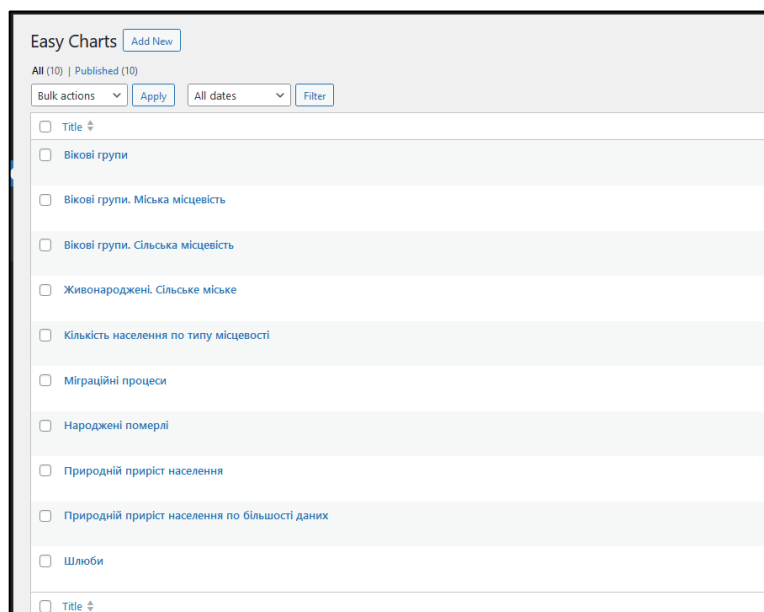 Easy Charts Add New
All (10) | Published (10)
Bulk actions Apply All dates Filter
Title
Вікові групи
Вікові групи. Міська місцевість
Вікові групи. Сільська місцевість
Живонароджені. Сільське міське
Кількість населення по типу місцевості
Міграційні процеси
Народжені померлі
Природній приріст населення
Природній приріст населення по більшості даних
Шлюби
Title